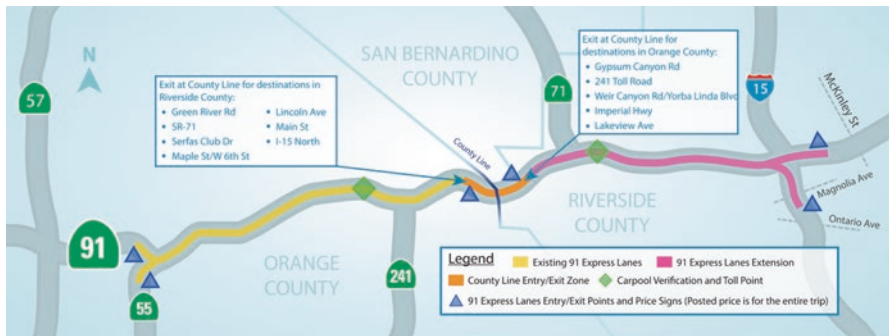 57
N
SAN BERNARDINO
COUNTY
71
15
McKinley St
Exit at County Line for destinations in
Riverside County:
• Green River Rd
• SR-71
• Serfas Club Dr
• Maple St/W 6th St
• Lincoln Ave
• Main St
• I-15 North
Exit at County Line for
destinations in Orange County:
• Gypsum Canyon Rd
• 241 Toll Road
• Weir Canyon Rd/Yorba Linda Blvd
• Imperial Hwy
• Lakeview Ave
County Line
RIVERSIDE
COUNTY
Magnolia Ave
Ontario Ave
91
ORANGE
COUNTY
55
241
Legend
Existing 91 Express Lanes
91 Express Lanes Extension
County Line Entry/Exit Zone
Carpool Verification and Toll Point
91 Express Lanes Entry/Exit Points and Price Signs (Posted price is for the entire trip)